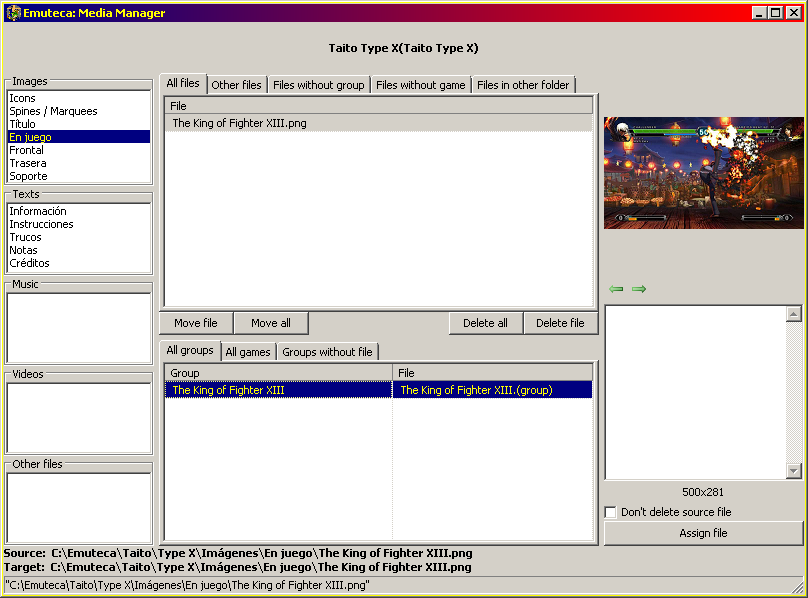 Emuteca: Media Manager
Taito Type X(Taito Type X)
Images
Icons
Spines / Marquees
Título
En juego
Frontal
Trasera
Soporte
Texts
Información
Instrucciones
Trucos
Notas
Créditos
Music
Videos
Other files
All files
Other files
Files without group
Files without game
Files in other folder
File
The King of Fighter XIII.png
Move file
Move all
Delete all
Delete file
All groups
All games
Groups without file
Group
File
The King of Fighter XIII
The King of Fighter XIII.(group)
50
500x281
Don't delete source file
Assign file
Source: C:\Emuteca\Taito\Type X\Imágenes\En juego\The King of Fighter XIII.png
Target: C:\Emuteca\Taito\Type X\Imágenes\En juego\The King of Fighter XIII.png
"C:\Emuteca\Taito\Type X\Imágenes\En juego\The King of Fighter XIII.png"